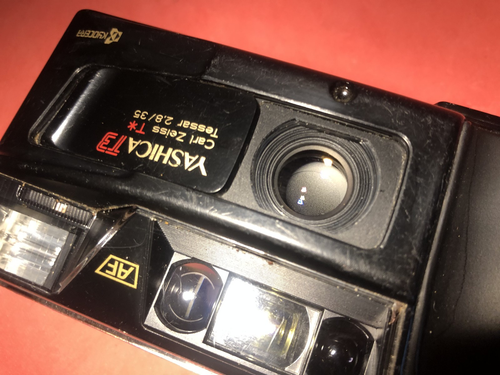 KYOCERA
YASHICA T3
Carl Zeiss T*
Tessar 2.8/35
AF